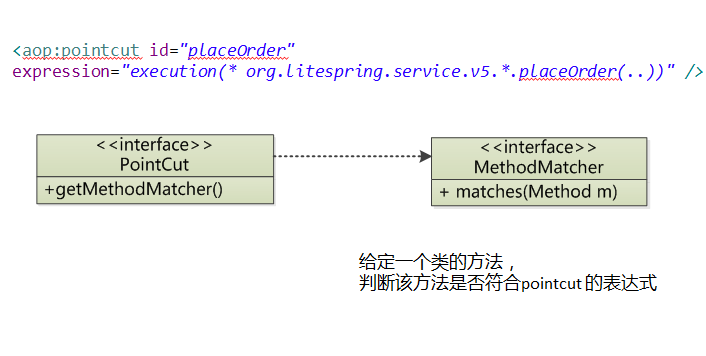 <aop:pointcut id="placeOrder"
expression="execution(* org.litespring.service.v5.*.placeOrder(..))" />
<<interface>>
PointCut
+getMethodMatcher()
<<interface>>
MethodMatcher
+ matches(Method m)
给定一个类的方法，
判断该方法是否符合pointcut 的表达式